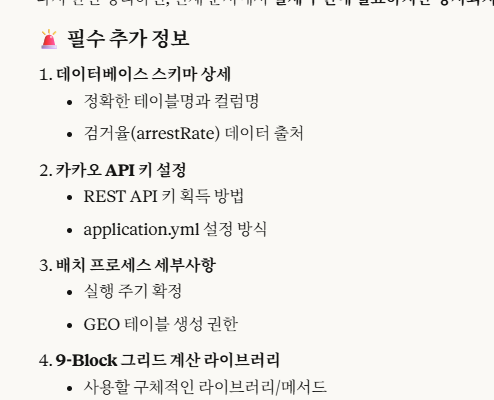 🚨 필수 추가 정보
1. 데이터베이스 스키마 상세
• 정확한 테이블명과 컬럼명
• 검거율(arrestRate) 데이터 출처
2. 카카오 API 키 설정
• REST API 키 획득 방법
• application.yml 설정 방식
3. 배치 프로세스 세부사항
• 실행 주기 확정
• GEO 테이블 생성 권한
4. 9-Block 그리드 계산 라이브러리
• 사용할 구체적인 라이브러리/메서드